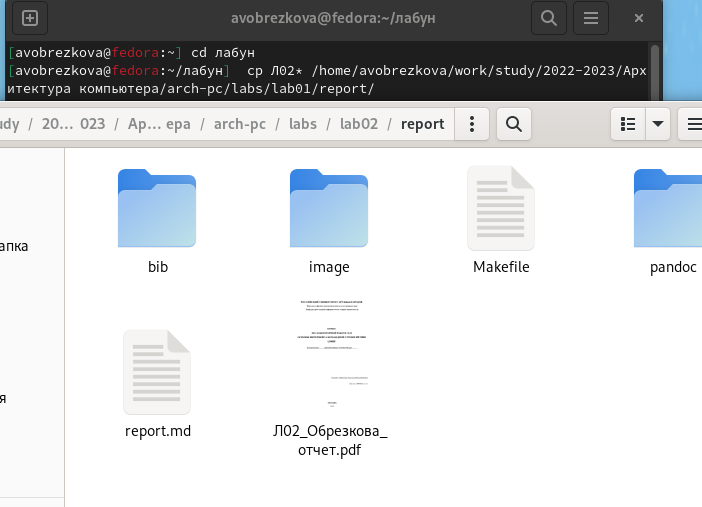 avobrezkova@fedora:~/лабун
[avobrezkova@fedora:~] cd лабун
[avobrezkova@fedora:~/лабун]  cp Л02* /home/avobrezkova/work/study/2022-2023/Арх
итектура компьютера/arch-pc/labs/lab01/report/
udy / 20… 023 / Ap… epa / arch-pc / labs / lab02 / report
апка
я
bib
image
Makefile
pandoc
report.md
Л02_Обрезкова_
отчет.pdf